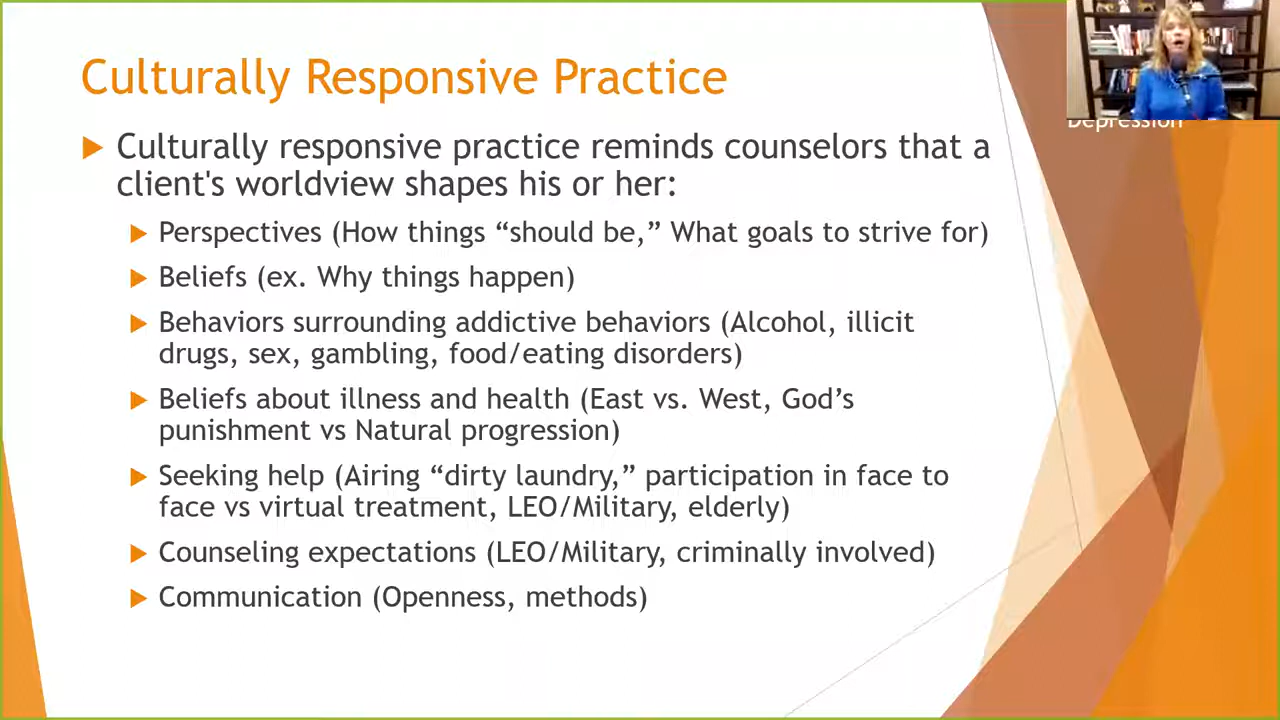 Culturally Responsive Practice
Depression
Culturally responsive practice reminds counselors that a
client's worldview shapes his or her:
Perspectives (How things “should be,” What goals to strive for)
Beliefs (ex. Why things happen)
Behaviors surrounding addictive behaviors (Alcohol, illicit
drugs, sex, gambling, food/eating disorders)
Beliefs about illness and health (East vs. West, God’s
punishment vs Natural progression)
Seeking help (Airing “dirty laundry,” participation in face to
face vs virtual treatment, LEO/Military, elderly)
Counseling expectations (LEO/Military, criminally involved)
Communication (Openness, methods)